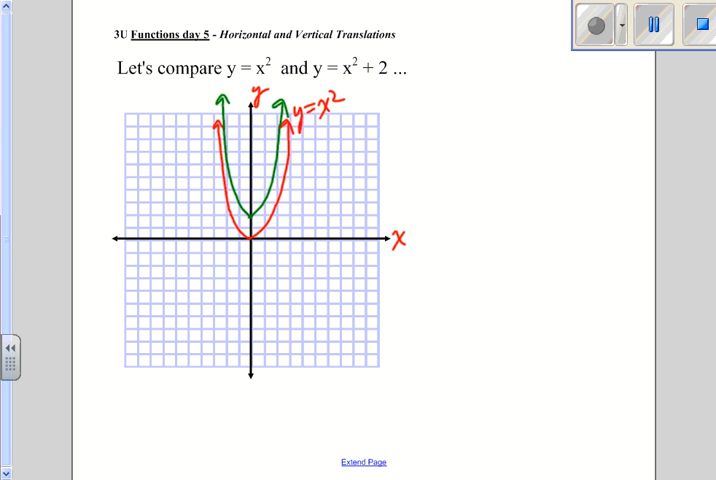 3U Functions day 5 - Horizontal and Vertical Translations
Let's compare y = x² and y = x² + 2 ...
y
y=x²
x
Extend Page